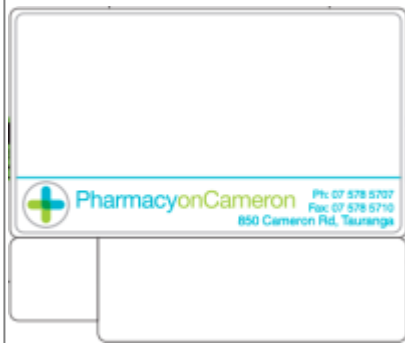 PharmacyonCameron
Ph: 07 578 5707
Fax: 07 578 5710
850 Cameron Rd, Tauranga